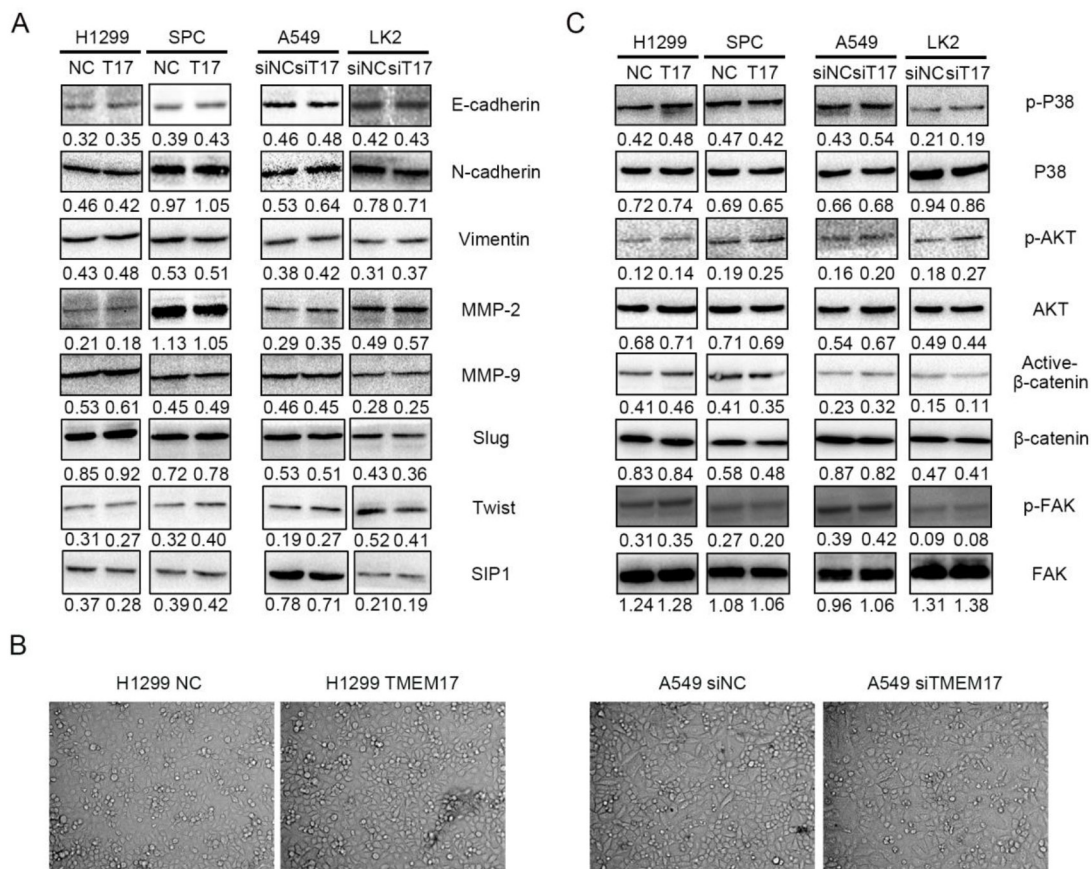 A
H1299 SPC A549 LK2
NC T17 NC T17 siNC siT17 siNC siT17
E-cadherin
0.32 0.35 0.39 0.43 0.46 0.48 0.42 0.43
N-cadherin
0.46 0.42 0.97 1.05 0.53 0.64 0.78 0.71
Vimentin
0.43 0.48 0.53 0.51 0.38 0.42 0.31 0.37
MMP-2
0.21 0.18 1.13 1.05 0.29 0.35 0.49 0.57
MMP-9
0.53 0.61 0.45 0.49 0.46 0.45 0.28 0.25
Slug
0.85 0.92 0.72 0.78 0.53 0.51 0.43 0.36
Twist
0.31 0.27 0.32 0.40 0.19 0.27 0.52 0.41
SIP1
0.37 0.28 0.39 0.42 0.78 0.71 0.21 0.19
C
H1299 SPC A549 LK2
NC T17 NC T17 siNC siT17 siNC siT17
p-P38
0.42 0.48 0.47 0.42 0.43 0.54 0.21 0.19
P38
0.72 0.74 0.69 0.65 0.66 0.68 0.94 0.86
p-AKT
0.12 0.14 0.19 0.25 0.16 0.20 0.18 0.27
AKT
0.68 0.71 0.71 0.69 0.54 0.67 0.49 0.44
Active-
β-catenin
0.41 0.46 0.41 0.35 0.23 0.32 0.15 0.11
β-catenin
0.83 0.84 0.58 0.48 0.87 0.82 0.47 0.41
p-FAK
0.31 0.35 0.27 0.20 0.39 0.42 0.09 0.08
FAK
1.24 1.28 1.08 1.06 0.96 1.06 1.31 1.38
B
H1299 NC H1299 TMEM17 A549 siNC A549 siTMEM17